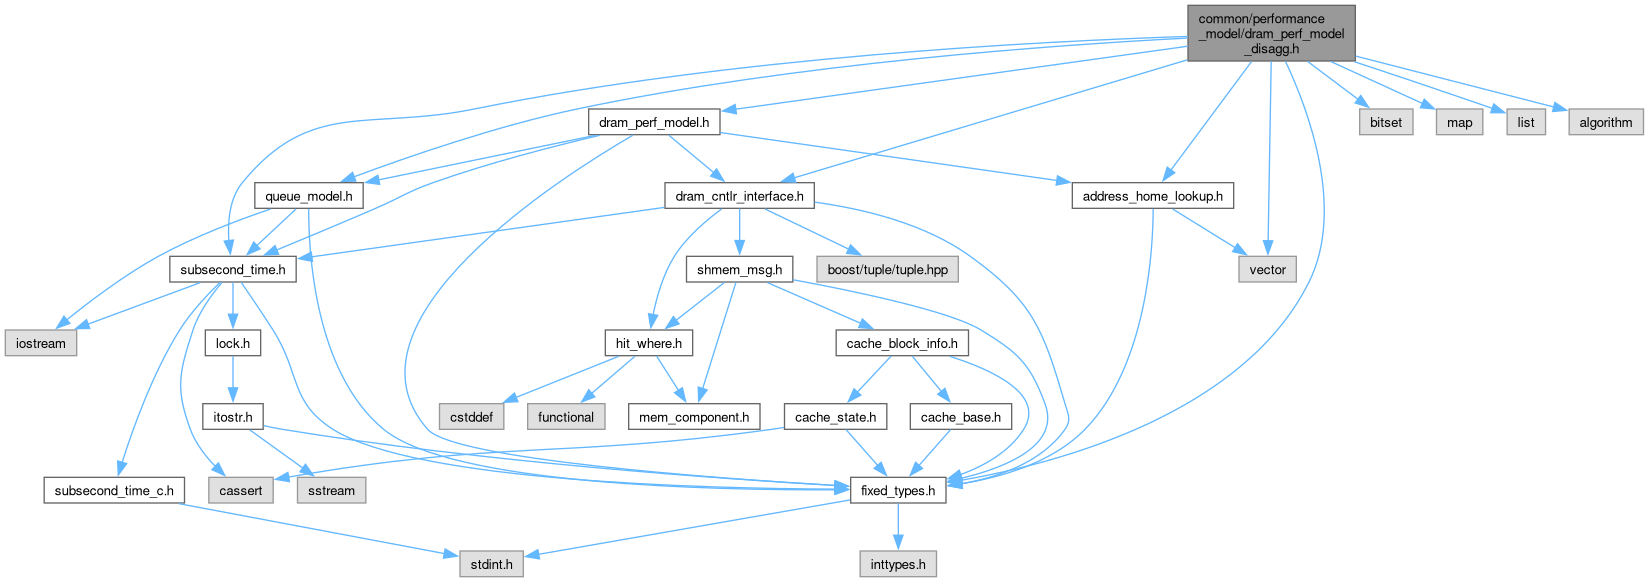 common/performance
_model/dram_perf_model
_disagg.h
dram_perf_model.h
bitset
map
list
algorithm
queue_model.h
dram_cntlr_interface.h
address_home_lookup.h
subsecond_time.h
shmem_msg.h
boost/tuple/tuple.hpp
vector
iostream
lock.h
hit_where.h
cache_block_info.h
itostr.h
cstddef
functional
mem_component.h
cache_state.h
cache_base.h
subsecond_time_c.h
cassert
sstream
fixed_types.h
stdint.h
inttypes.h